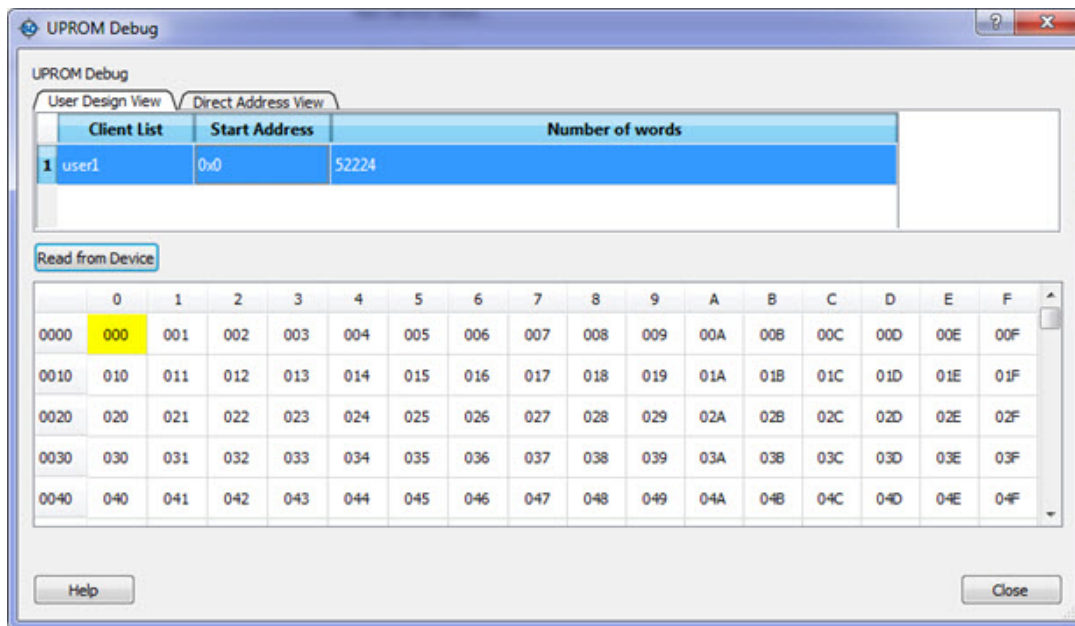 UPROM Debug
UPROM Debug
User Design View Direct Address View
Client List Start Address Number of words
1 user1 0x0 52224
Read from Device
0 1 2 3 4 5 6 7 8 9 A B C D E F
0000 000 001 002 003 004 005 006 007 008 009 00A 00B 00C 00D 00E 00F
0010 010 011 012 013 014 015 016 017 018 019 01A 01B 01C 01D 01E 01F
0020 020 021 022 023 024 025 026 027 028 029 02A 02B 02C 02D 02E 02F
0030 030 031 032 033 034 035 036 037 038 039 03A 03B 03C 03D 03E 03F
0040 040 041 042 043 044 045 046 047 048 049 04A 04B 04C 04D 04E 04F
Help Close